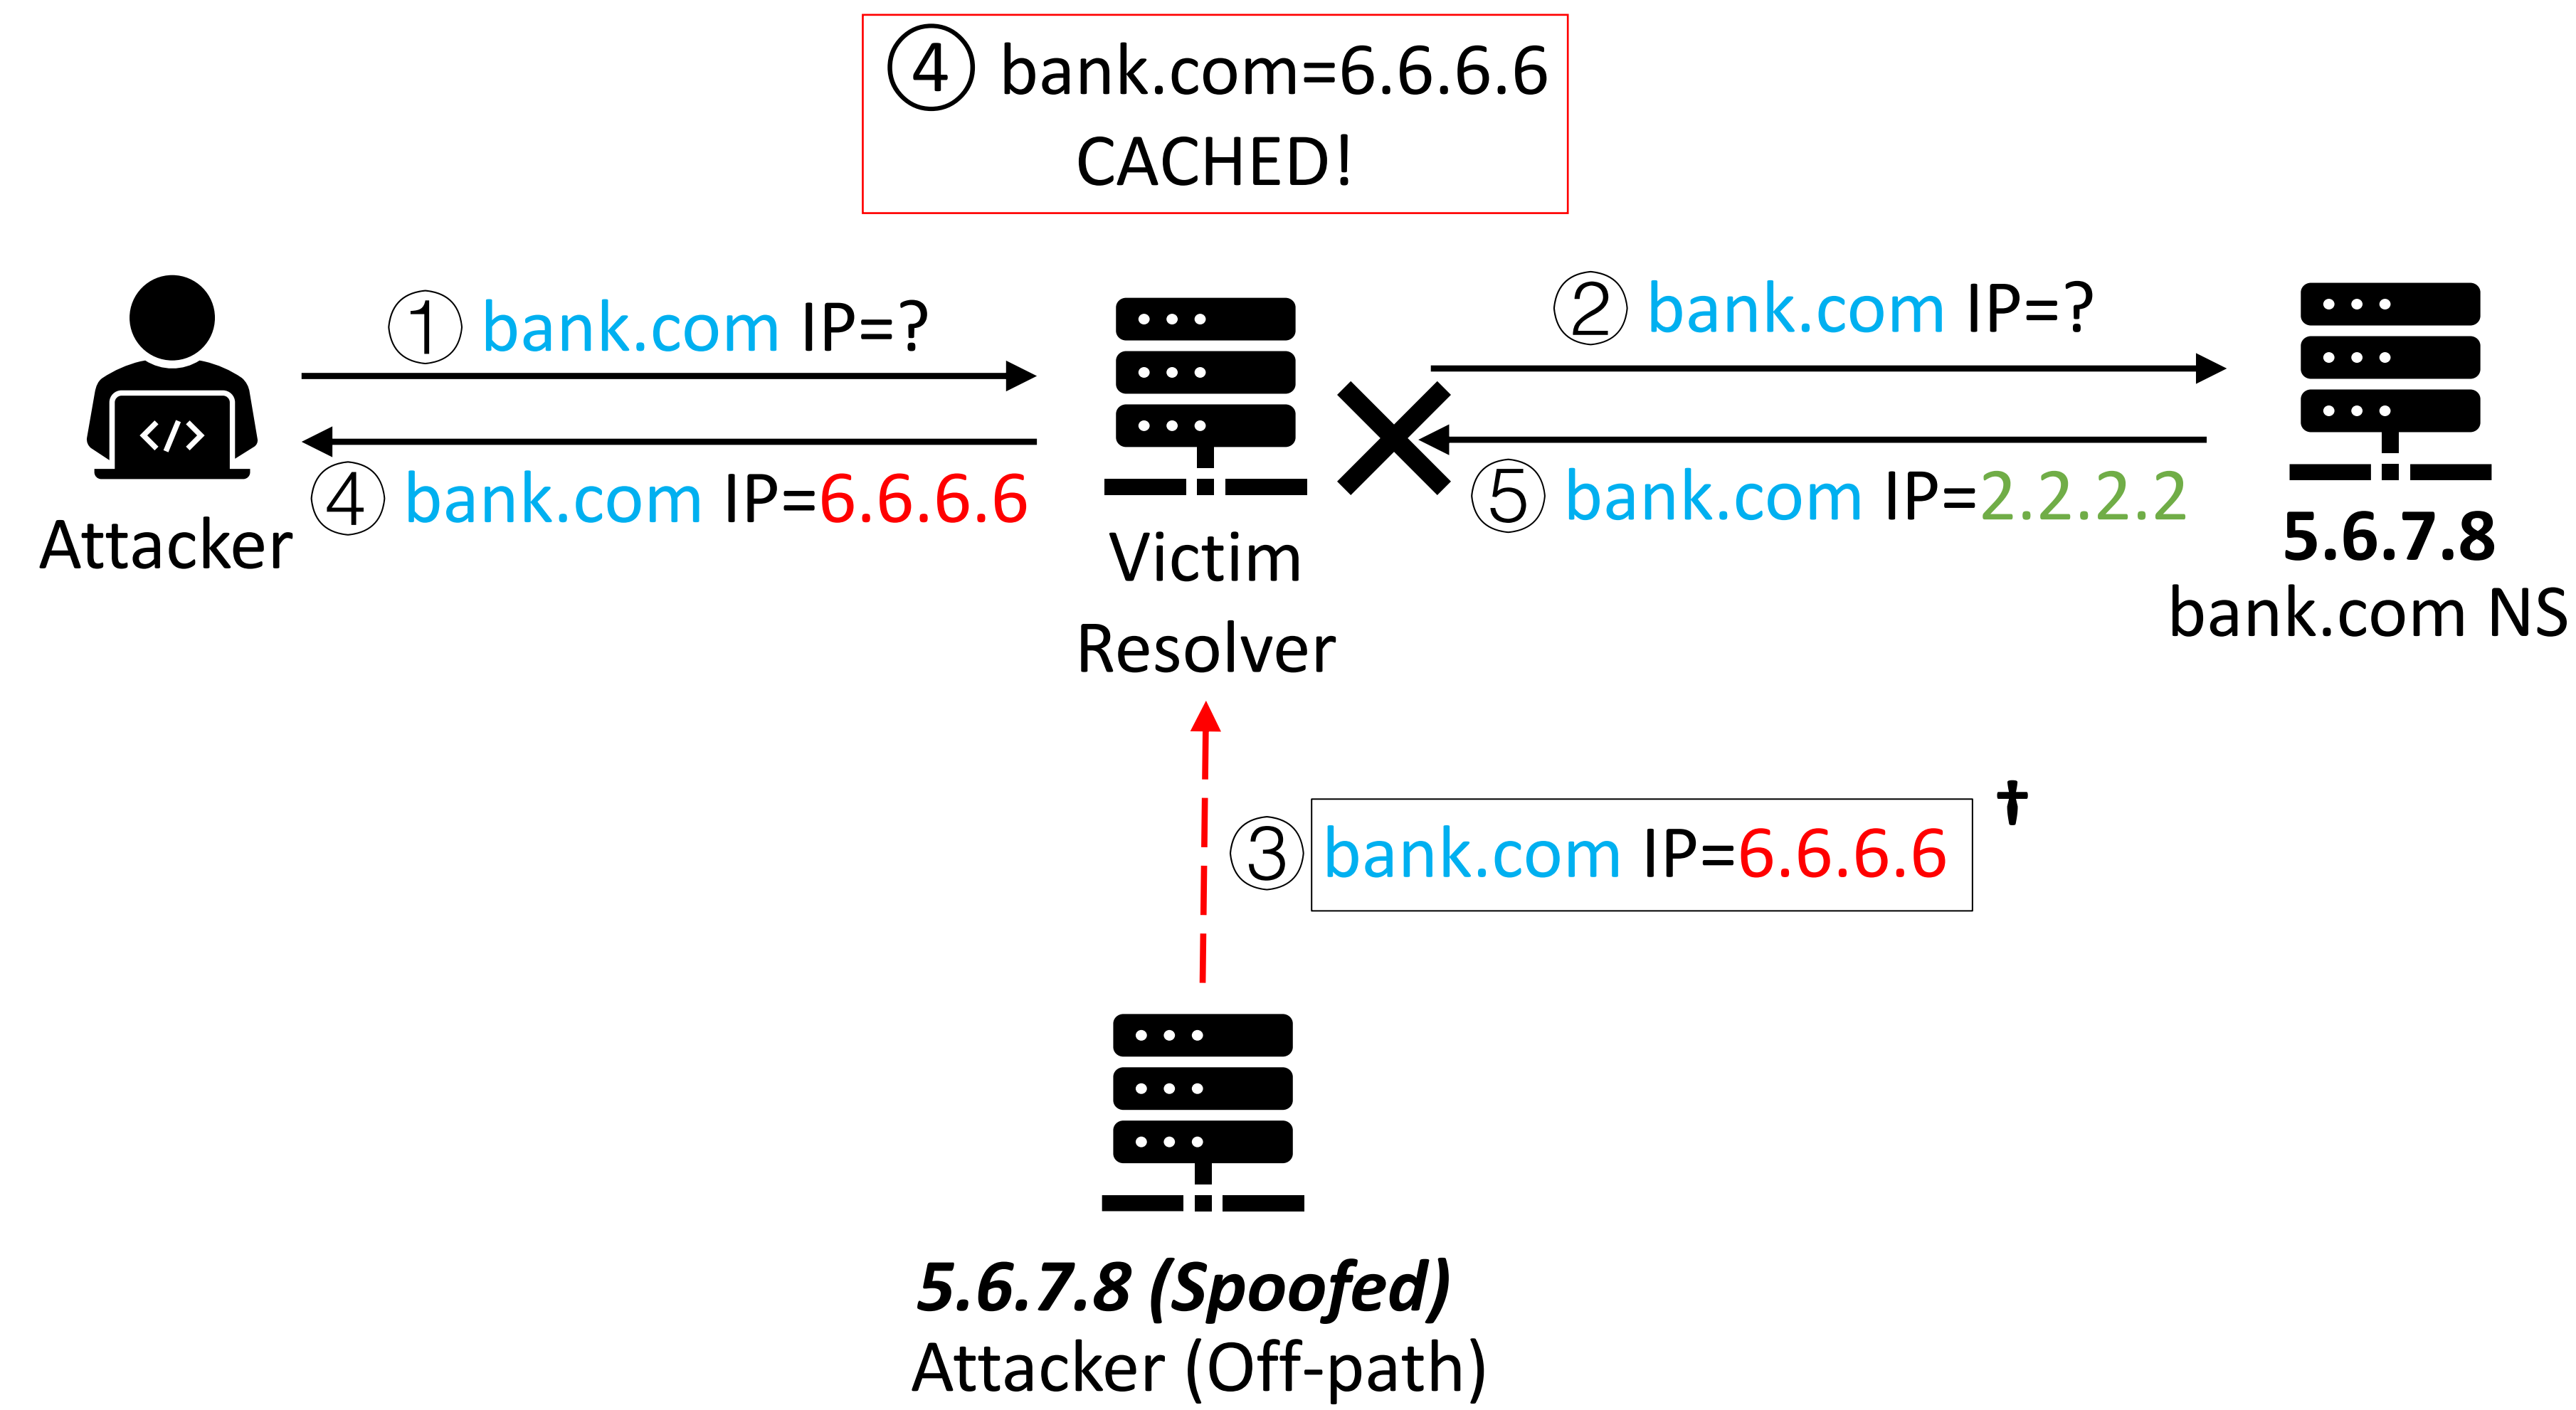 ④ bank.com=6.6.6.6
CACHED!
① bank.com IP=?
② bank.com IP=?
④ bank.com IP=6.6.6.6
⑤ bank.com IP=2.2.2.2
Attacker
Victim
Resolver
5.6.7.8
bank.com NS
③ bank.com IP=6.6.6.6 †
5.6.7.8 (Spoofed)
Attacker (Off-path)